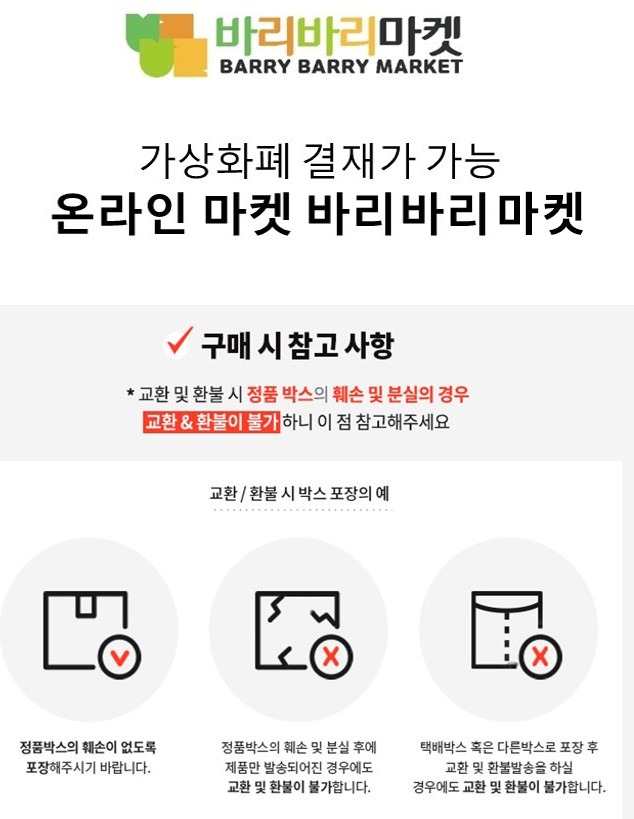 바리바리마켓
BARRY BARRY MARKET
가상화폐 결재가 가능
온라인 마켓 바리바리마켓
구매 시 참고 사항
* 교환 및 환불 시 정품 박스의 훼손 및 분실의 경우
교환 & 환불이 불가하니 이 점 참고해주세요
교환 / 환불 시 박스 포장의 예
정품박스의 훼손이 없도록
포장해주시기 바랍니다.
정품박스의 훼손 및 분실 후에
제품만 발송되어진 경우에도
교환 및 환불이 불가합니다.
택배박스 혹은 다른박스로 포장 후
교환 및 환불발송을 하실
경우에도 교환 및 환불이 불가합니다.